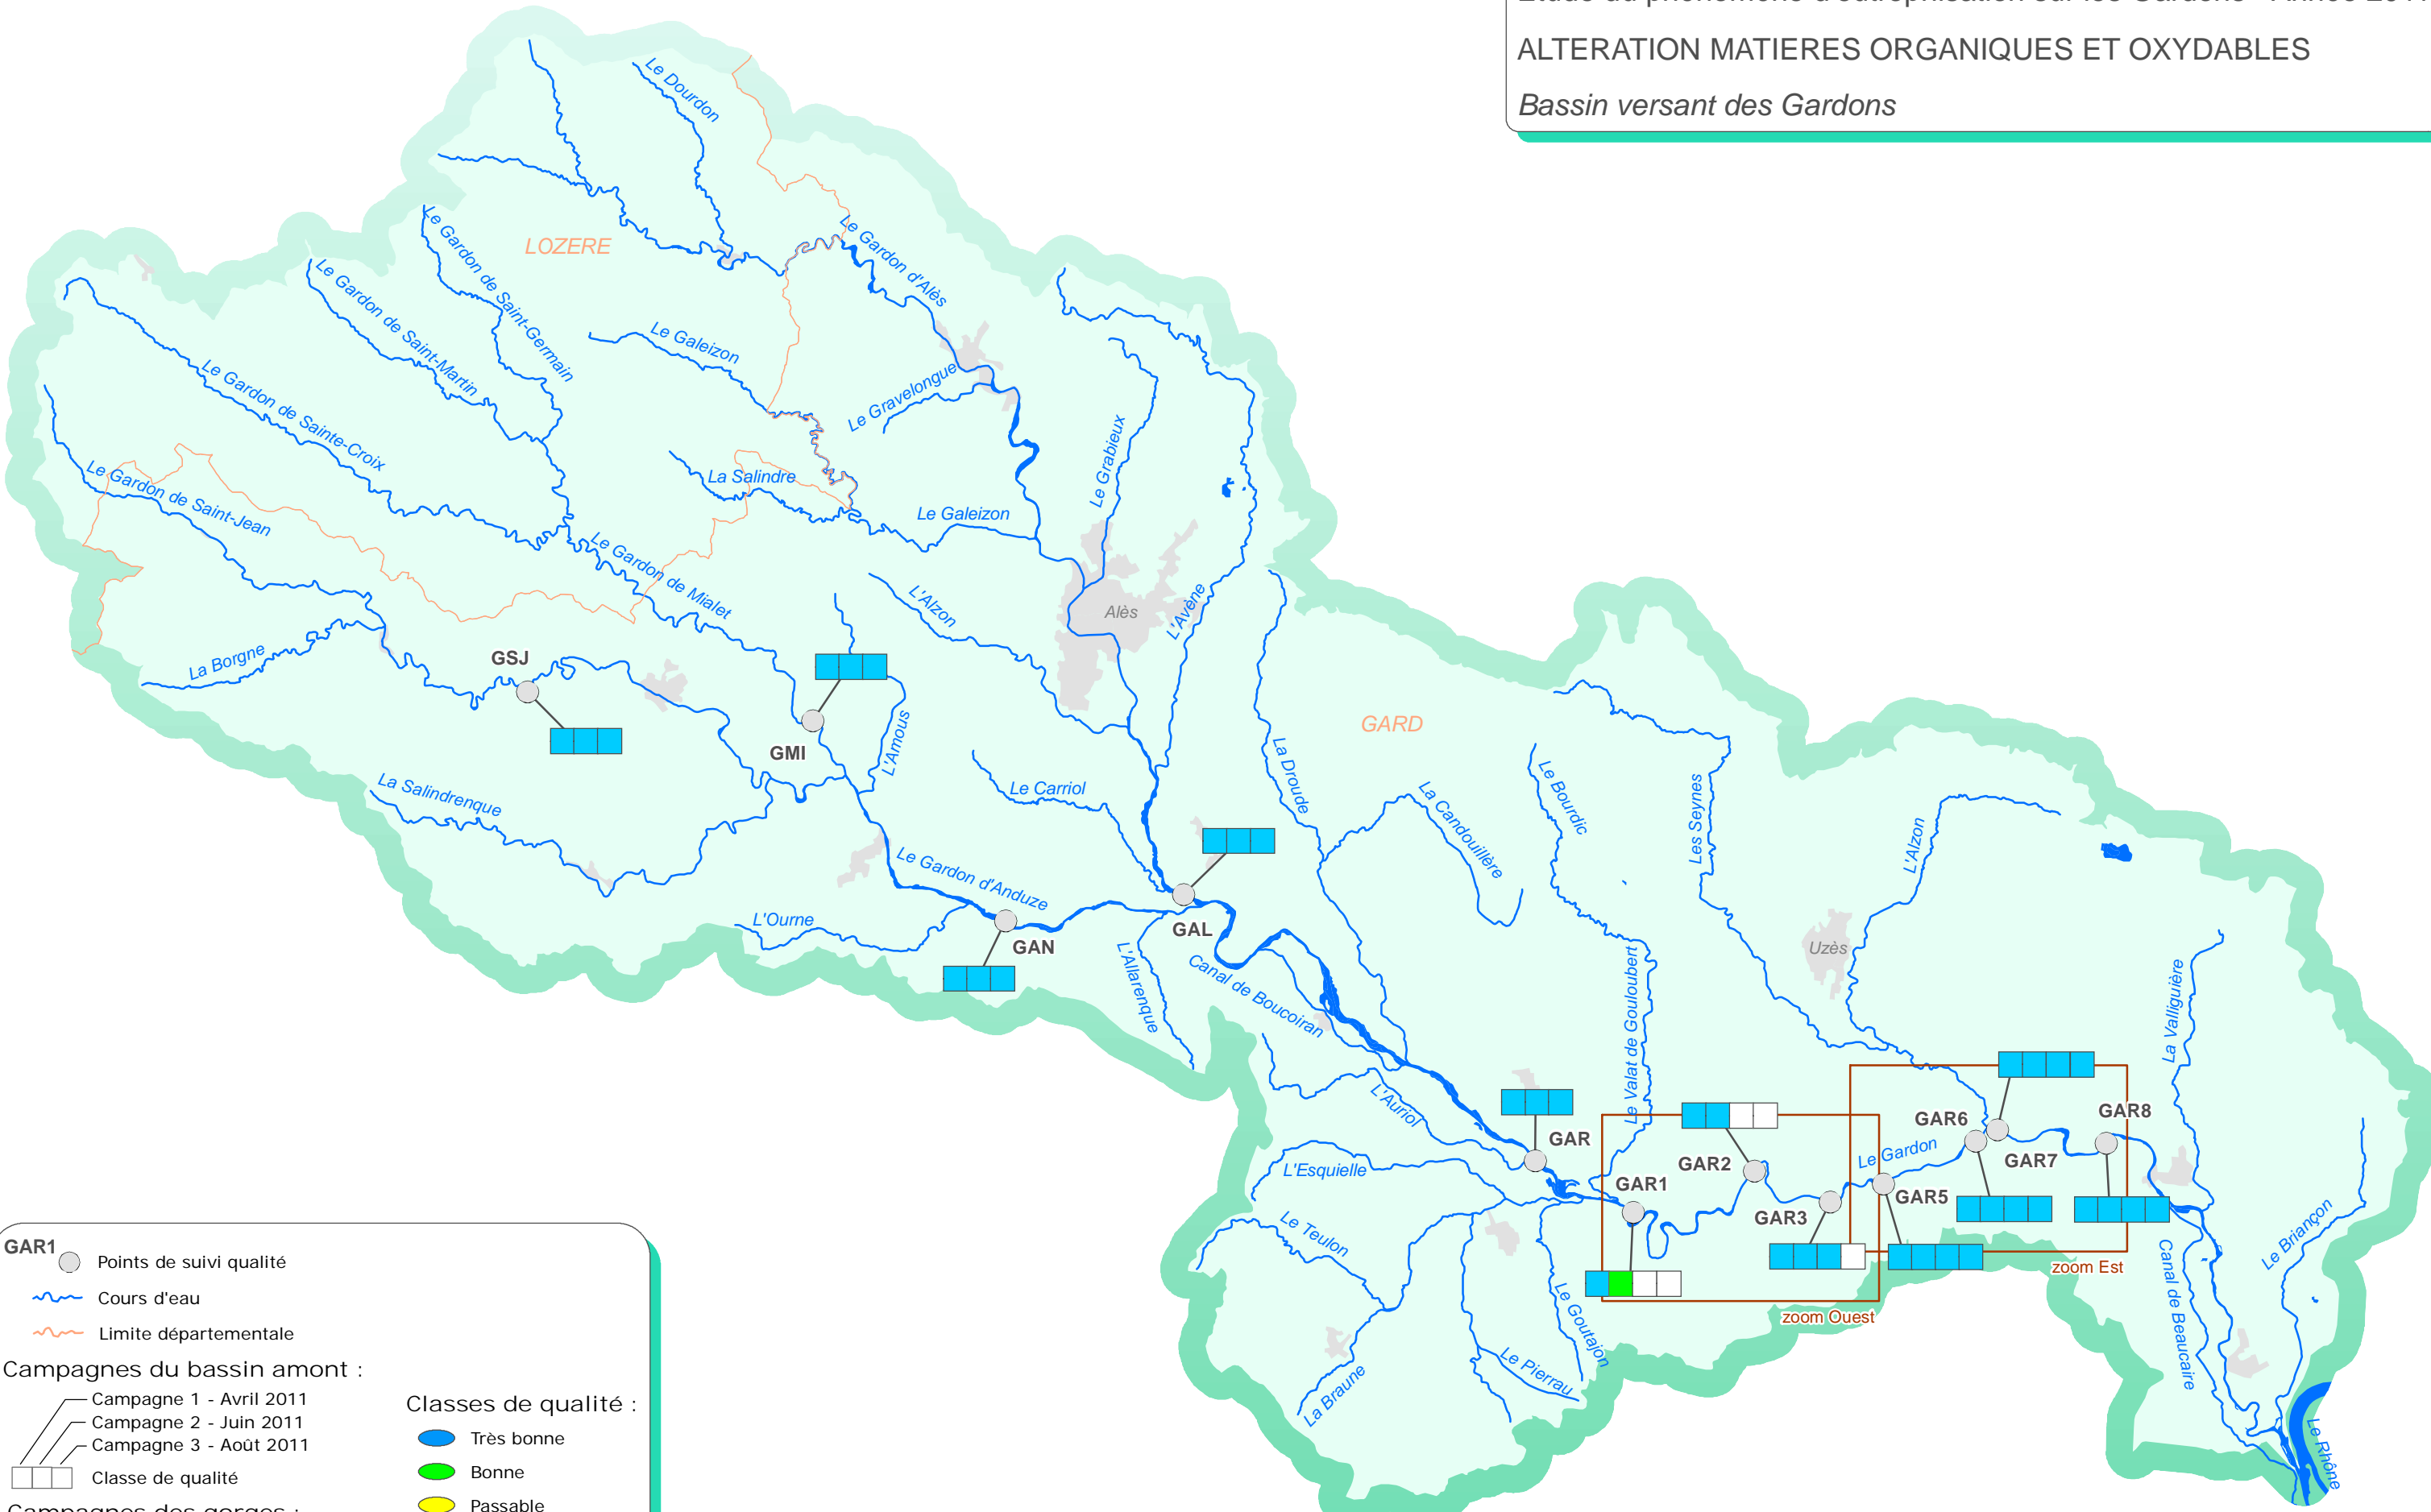 ALTERATION MATIERES ORGANIQUES ET OXYDABLES
Bassin versant des Gardons
Le Dourdon
LOZERE
Le Gardon d'Alès
Le Gardon de Saint-Germain
Le Gardon de Saint-Martin
Le Galeizon
Le Gardon de Sainte-Croix
Le Gravelongue
Le Grabieux
Le Gardon de Saint-Jean
La Salindre
Le Galeizon
Le Gardon de Mialet
L'Alzon
Alès
L'Avène
La Borgne
GSJ
GMI
L'Amous
GARD
La Droude
La Salindrenque
Le Carriol
La Candouillère
Le Bourdic
Les Seynes
L'Alzon
Le Gardon d'Anduze
L'Ourne
GAN
GAL
L'Allarenque
Canal de Boucoiran
Uzès
Le Valat de Gouloubert
La Valliguière
L'Auriol
GAR
GAR6
GAR8
L'Esquielle
GAR2
Le Gardon
GAR7
GAR1
GAR5
GAR3
Le Teulon
Le Briançon
zoom Est
Canal de Beaucaire
zoom Ouest
Le Goutajon
Le Pierrau
La Braune
Le Rhône
GAR1
Points de suivi qualité
Cours d'eau
Limite départementale
Campagnes du bassin amont :
Campagne 1 - Avril 2011
Campagne 2 - Juin 2011
Campagne 3 - Août 2011
Classe de qualité
Classes de qualité :
Très bonne
Bonne
Passable
Campagnes des gorges :